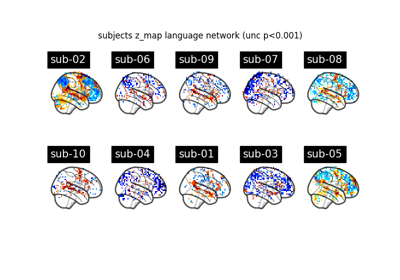 subjects z_map language network (unc p<0.001)
sub-02 sub-06 sub-09 sub-07 sub-08
sub-10 sub-04 sub-01 sub-03 sub-05